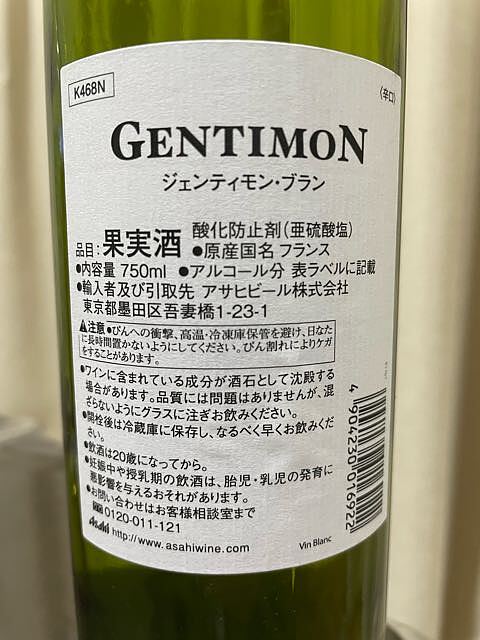 K468N
(辛口)
GENTIMON
ジェンティモン・ブラン
品目:果実酒 酸化防止剤(亜硫酸塩)
●原産国名 フランス
●内容量 750ml ●アルコール分 表ラベルに記載
●輸入者及び引取先 アサヒビール株式会社
東京都墨田区吾妻橋1-23-1
⚠注意 ●びんへの衝撃、高温・冷凍庫保管を避け、日なた
に長時間置かないようにしてください。びん割れによりケガ
をすることがあります。
●ワインに含まれている成分が酒石として沈殿する
場合があります。品質には問題はありませんが、混
ざらないようにグラスに注ぎお飲みください。
●開栓後は冷蔵庫に保存し、なるべく早くお飲みくだ
さい。
●飲酒は20歳になってから。
●妊娠中や授乳期の飲酒は、胎児・乳児の発育に
悪影響を与えるおそれがあります。
●お問い合わせはお客様相談室まで
0120-011-121
Asahi http://www.asahiwine.com
Vin Blanc
4 904230 016922